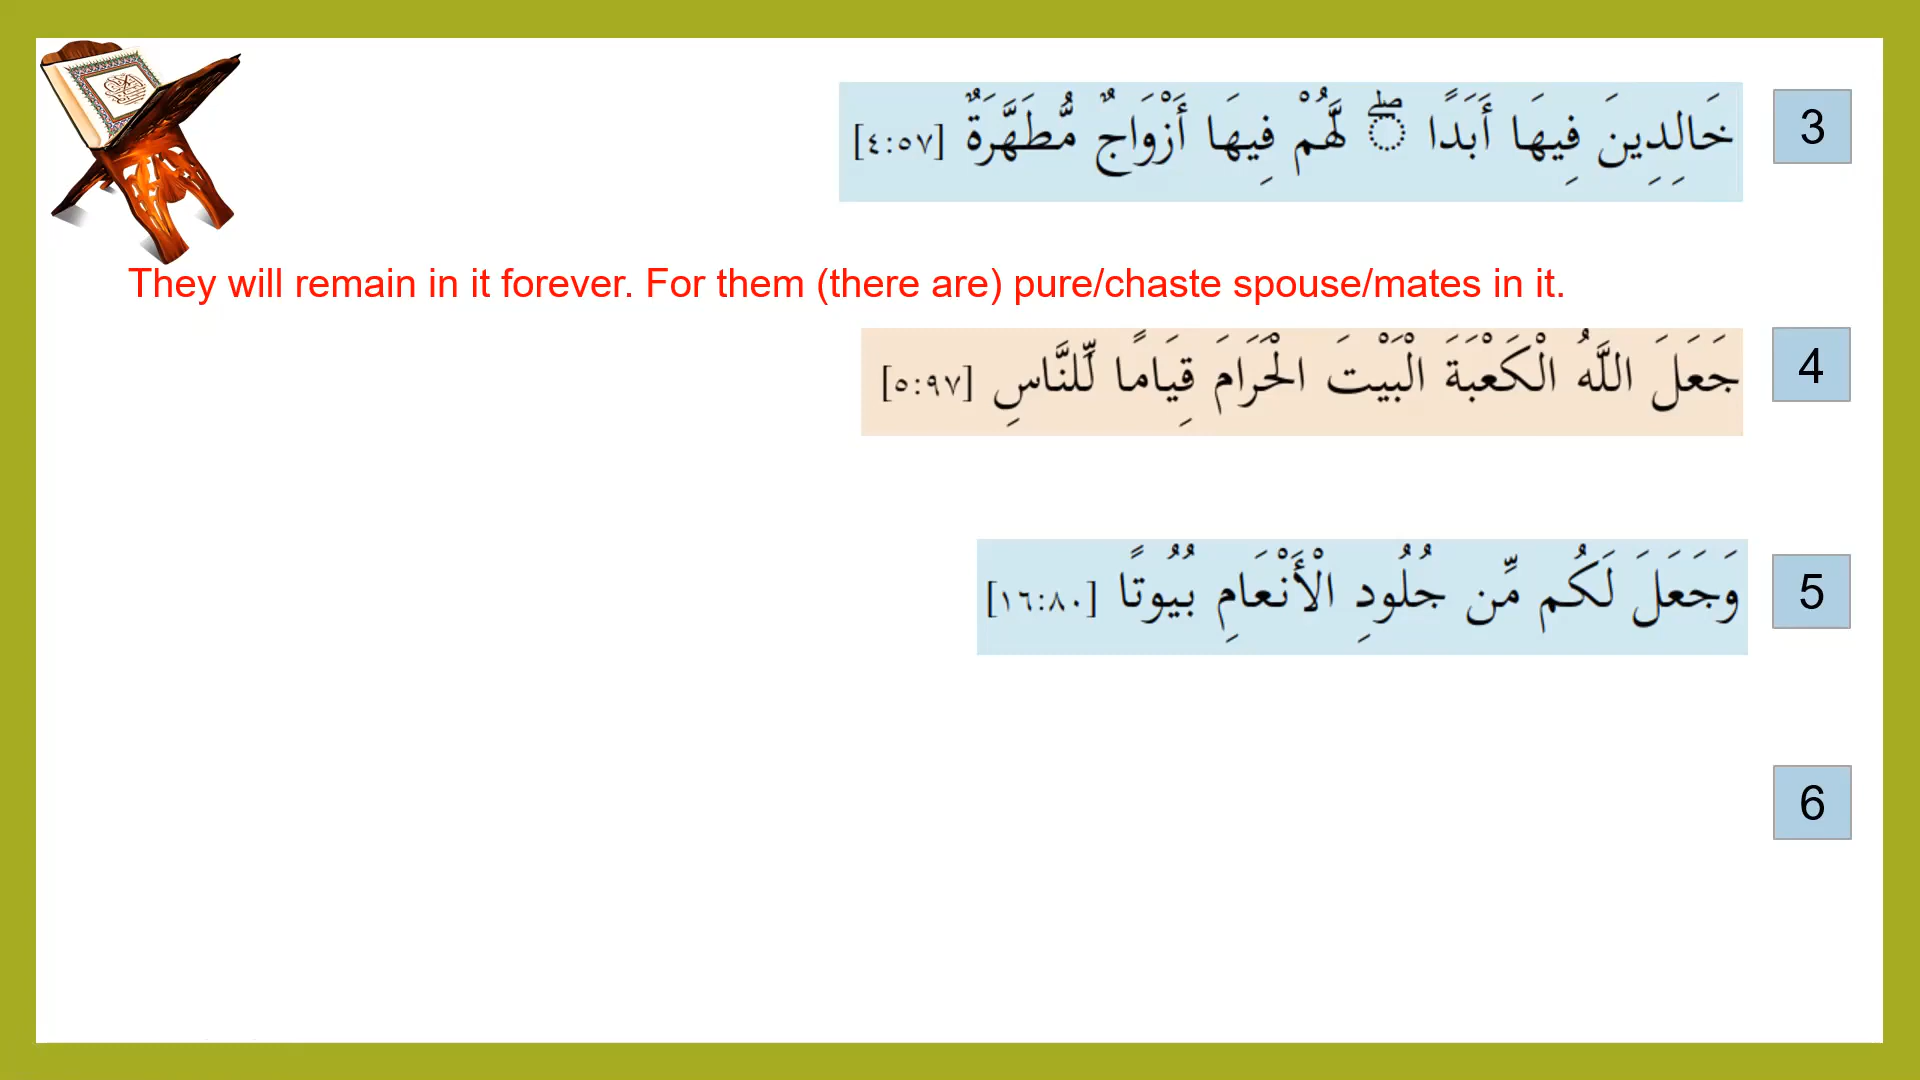 خَالِدِينَ فِيهَا أَبَدًا ۖ لَّهُمْ فِيهَا أَزْوَاجٌ مُّطَهَّرَةٌ [٤:٥٧]
3
They will remain in it forever. For them (there are) pure/chaste spouse/mates in it.
جَعَلَ اللَّهُ الْكَعْبَةَ الْبَيْتَ الْحَرَامَ قِيَامًا لِّلنَّاسِ [٥:٩٧]
4
وَجَعَلَ لَكُم مِّن جُلُودِ الْأَنْعَامِ بُيُوتًا [١٦:٨٠]
5
6